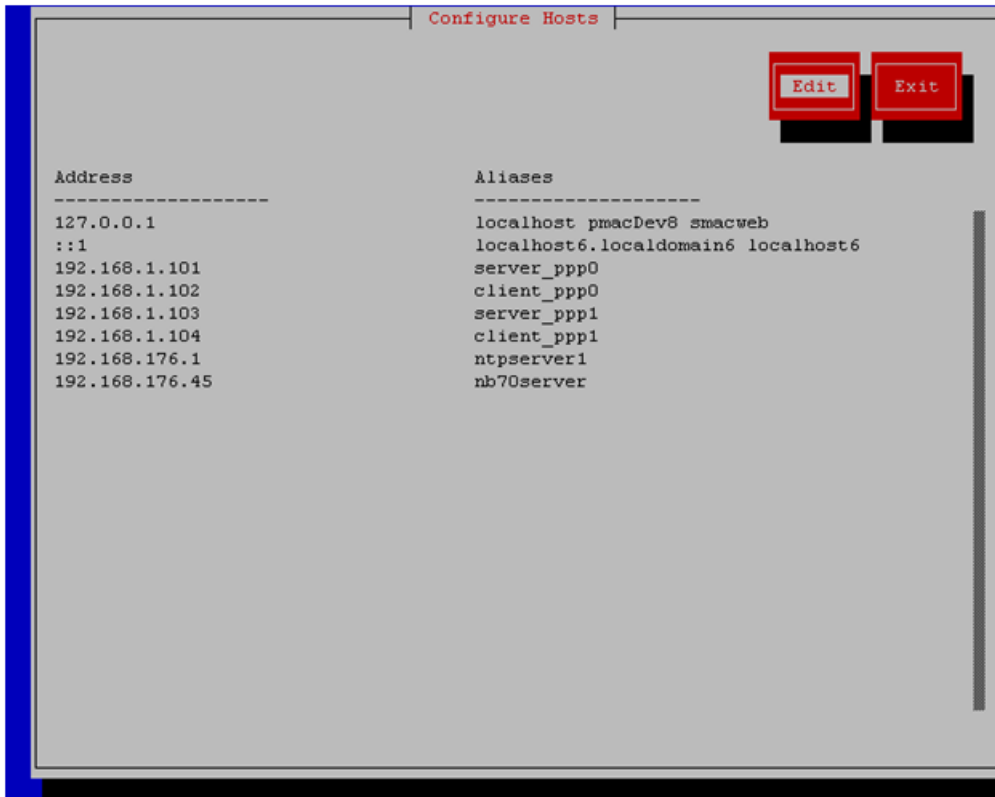 Configure Hosts
Edit Exit
Address Aliases
------------------- --------------------
127.0.0.1 localhost pmacDev8 smacweb
::1 localhost6.localdomain6 localhost6
192.168.1.101 server_ppp0
192.168.1.102 client_ppp0
192.168.1.103 server_ppp1
192.168.1.104 client_ppp1
192.168.176.1 ntpserver1
192.168.176.45 nb70server